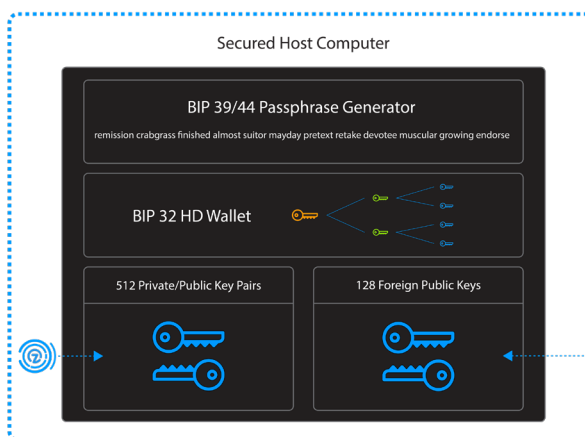 Secured Host Computer
BIP 39/44 Passphrase Generator
remission crabgrass finished almost suitor mayday pretext retake devotee muscular growing endorse
BIP 32 HD Wallet
512 Private/Public Key Pairs
128 Foreign Public Keys